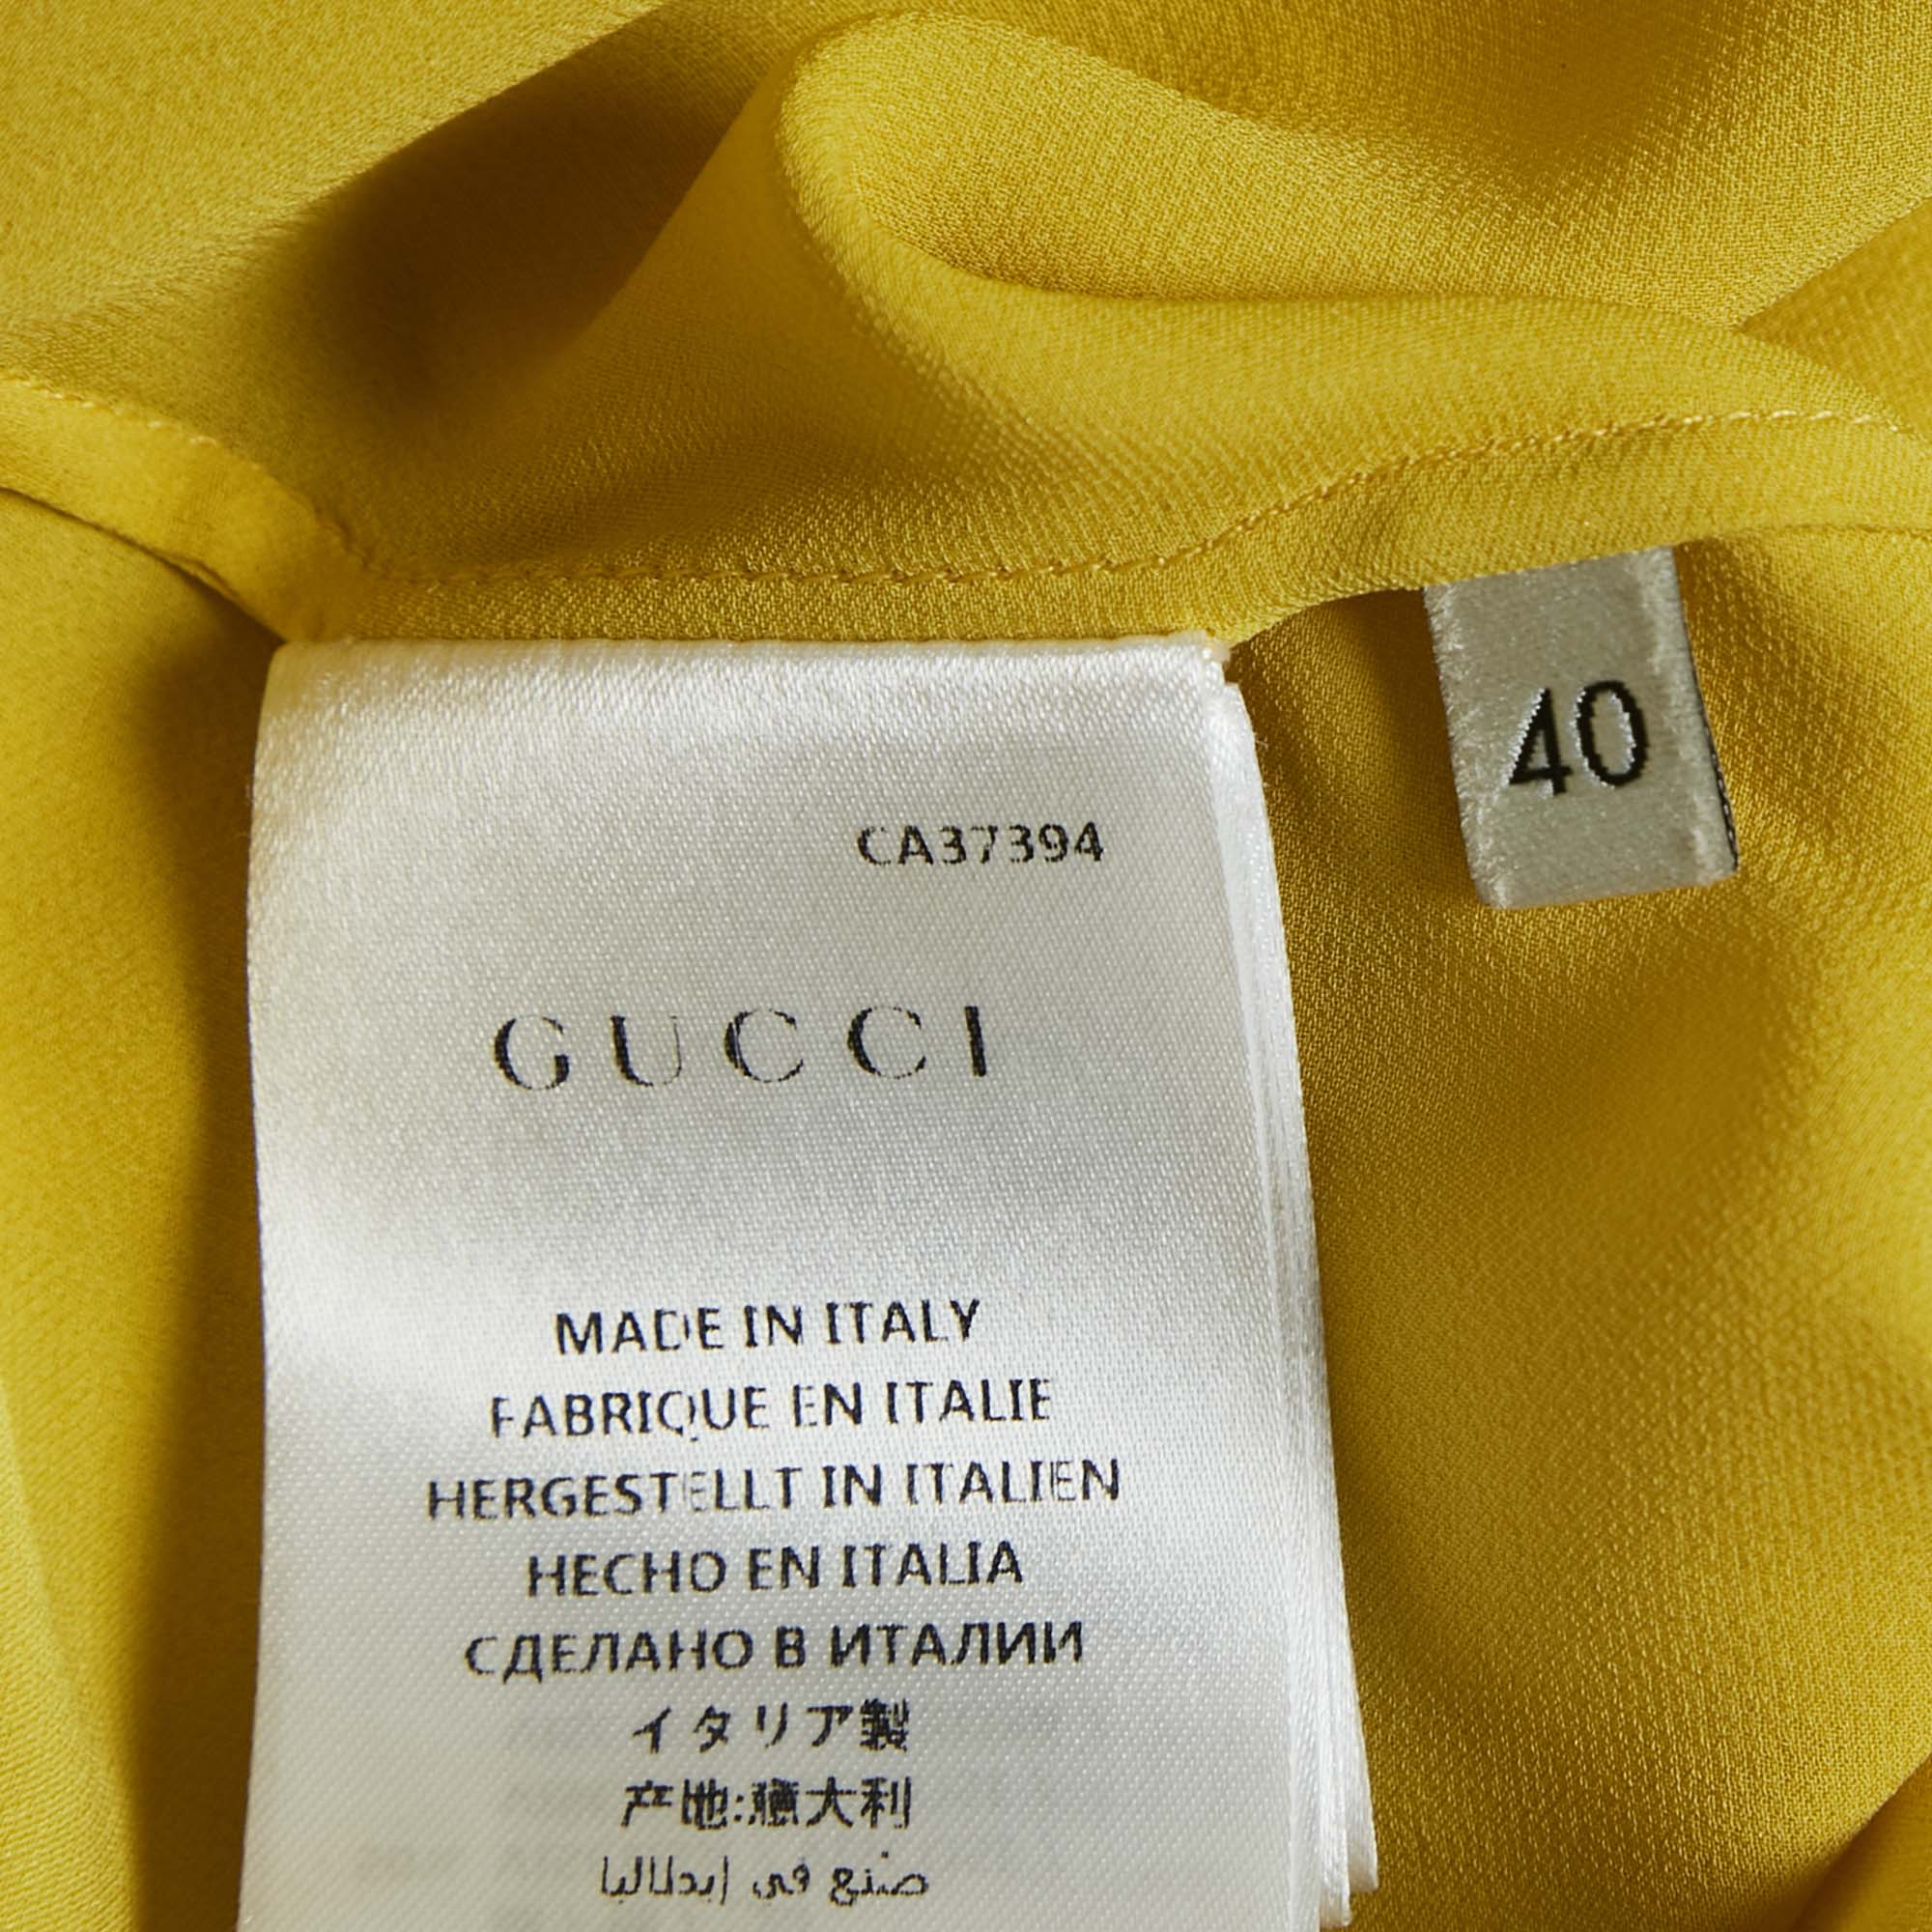 CA37394
40
GUCCI
MADE IN ITALY
FABRIQUE EN ITALIE
HERGESTELLT IN ITALIEN
HECHO EN ITALIA
СДЕЛАНО В ИТАЛИИ
イタリア製
产地:意大利
صنع في إيطاليا